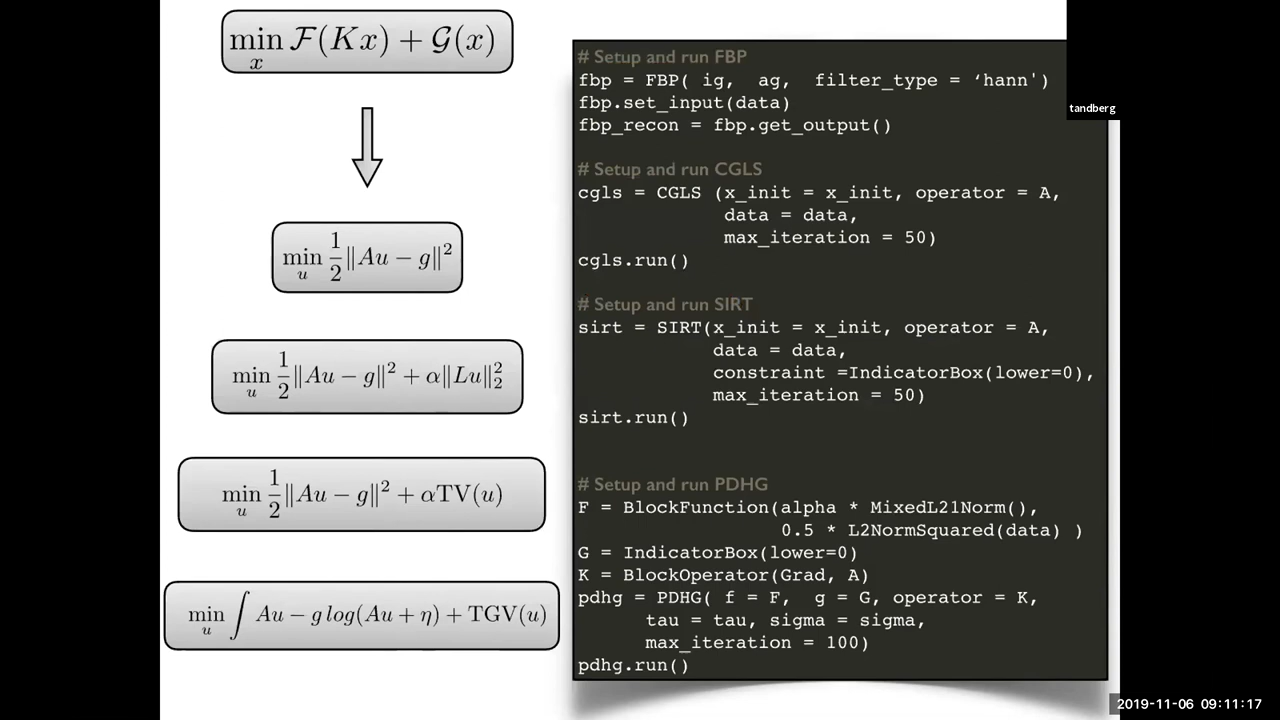 min_x F(Kx) + G(x)
min_u 1/2 ‖Au − g‖²
min_u 1/2 ‖Au − g‖² + α‖Lu‖₂²
min_u 1/2 ‖Au − g‖² + αTV(u)
min_u ∫ Au − g log(Au + η) + TGV(u)
# Setup and run FBP
fbp = FBP( ig, ag, filter_type = ‘hann')
fbp.set_input(data)
fbp_recon = fbp.get_output()
# Setup and run CGLS
cgls = CGLS (x_init = x_init, operator = A,
data = data,
max_iteration = 50)
cgls.run()
# Setup and run SIRT
sirt = SIRT(x_init = x_init, operator = A,
data = data,
constraint =IndicatorBox(lower=0),
max_iteration = 50)
sirt.run()
# Setup and run PDHG
F = BlockFunction(alpha * MixedL21Norm(),
0.5 * L2NormSquared(data) )
G = IndicatorBox(lower=0)
K = BlockOperator(Grad, A)
pdhg = PDHG( f = F, g = G, operator = K,
tau = tau, sigma = sigma,
max_iteration = 100)
pdhg.run()
tandberg
2019-11-06 09:11:17